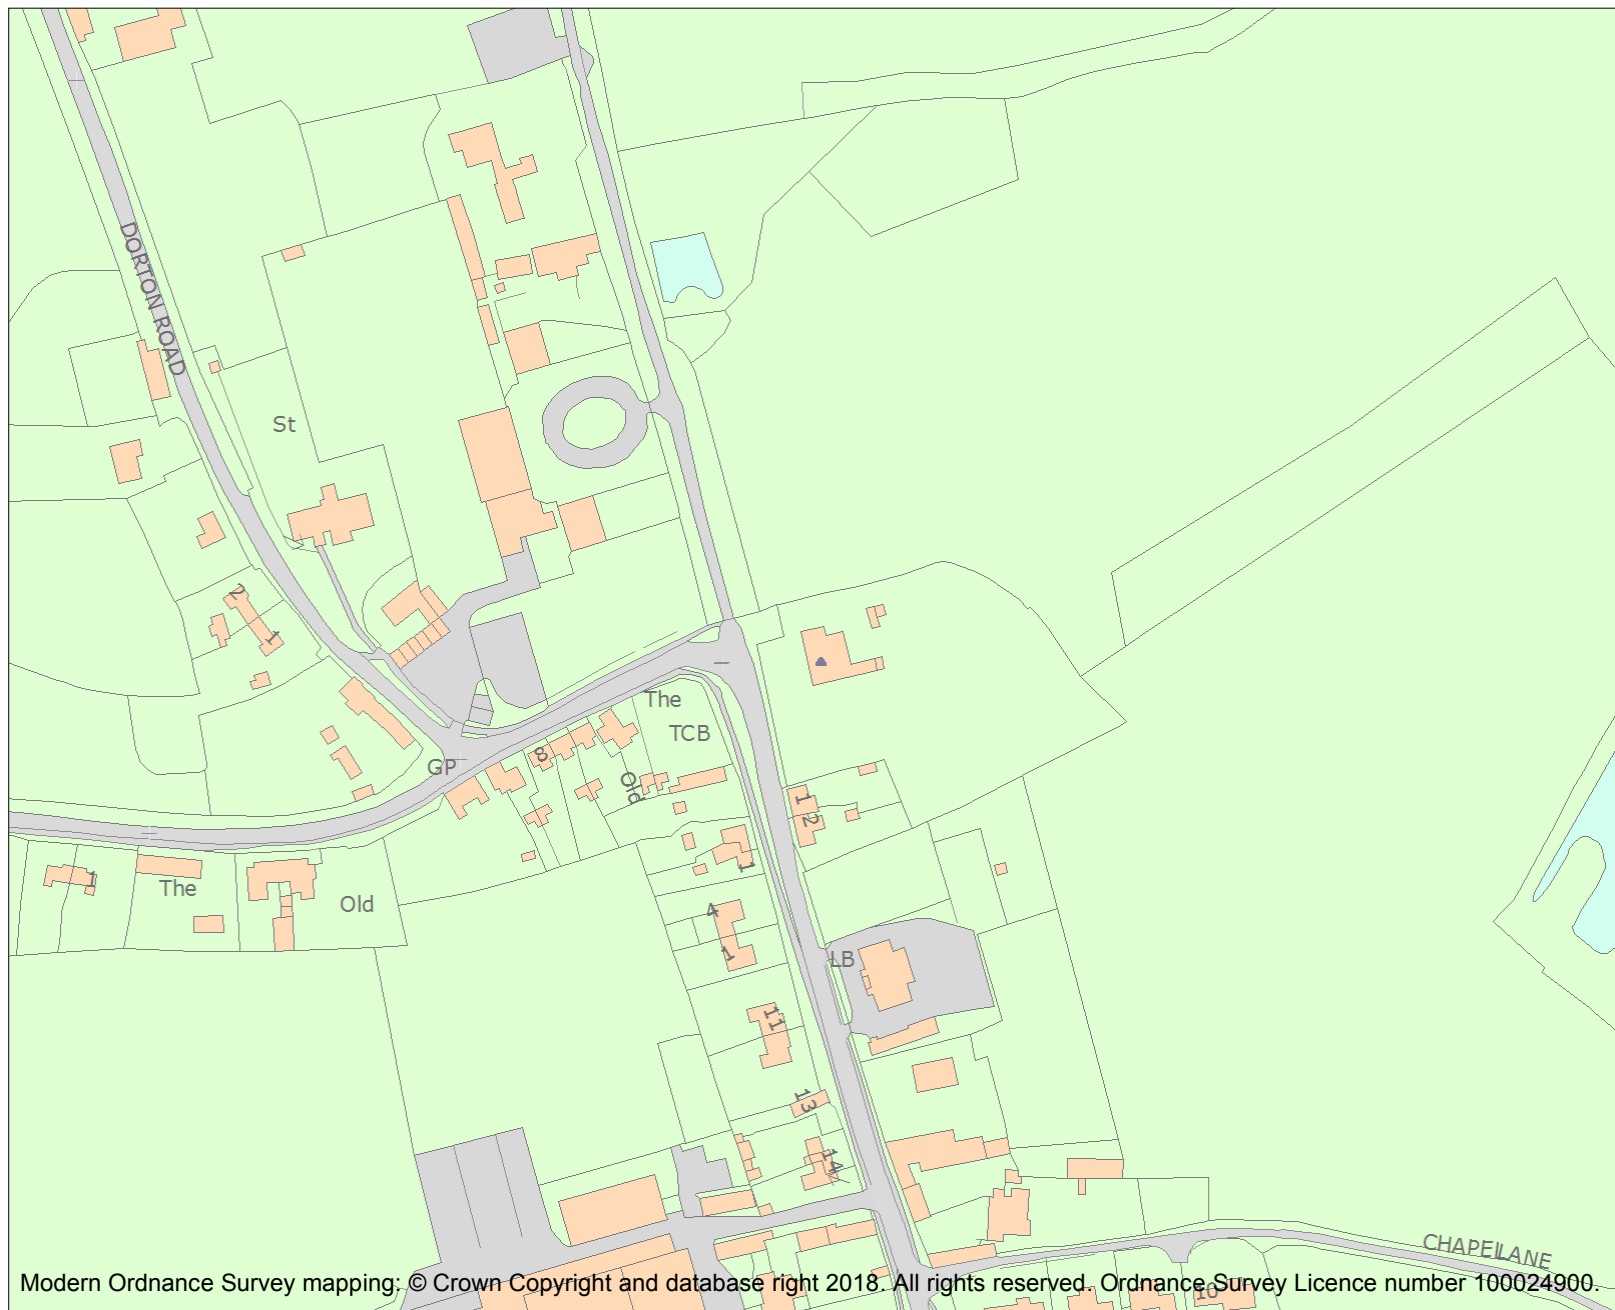 DORTON ROAD
St
2
1
The
TCB
8
GP
Old
1
2
1
The
1
Old
4
1
LB
11
13
14
CHAPEL LANE
10
Modern Ordnance Survey mapping: © Crown Copyright and database right 2018. All rights reserved. Ordnance Survey Licence number 100024900.